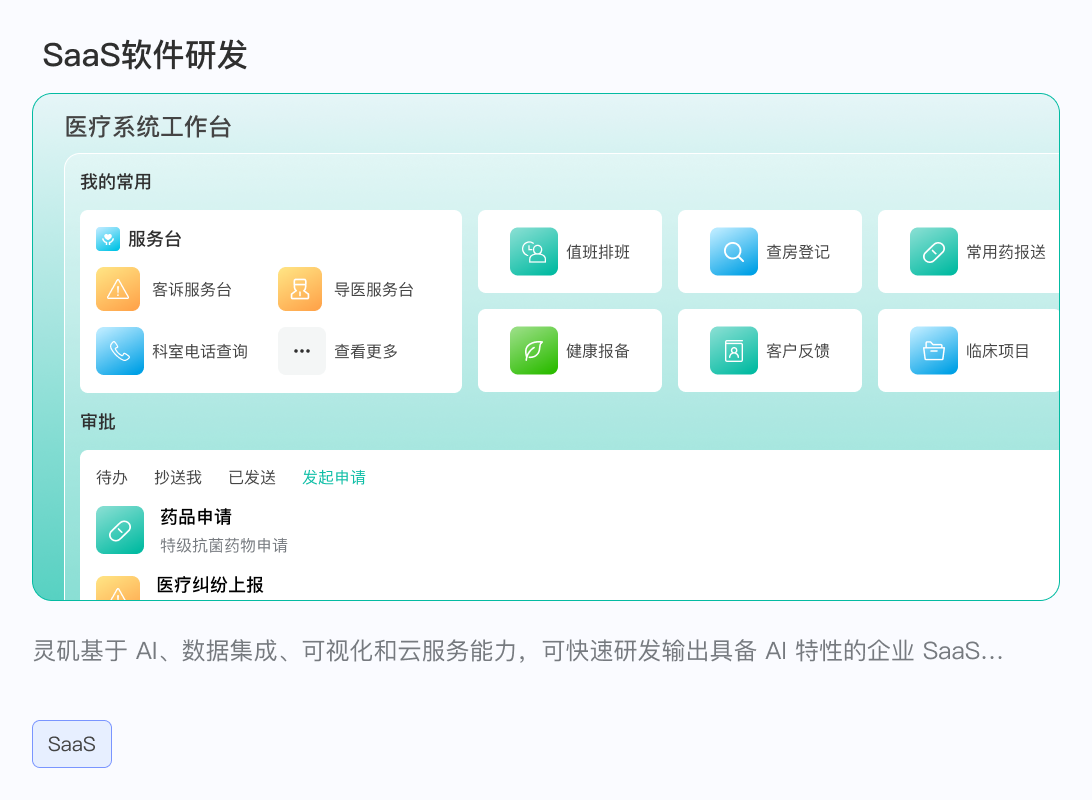 SaaS软件研发
医疗系统工作台
我的常用
服务台
客诉服务台
导医服务台
科室电话查询
查看更多
值班排班
查房登记
常用药报送
健康报备
客户反馈
临床项目
审批
待办 抄送我 已发送 发起申请
药品申请
特级抗菌药物申请
医疗纠纷上报
灵矶基于 AI、数据集成、可视化和云服务能力，可快速研发输出具备 AI 特性的企业 SaaS...
SaaS